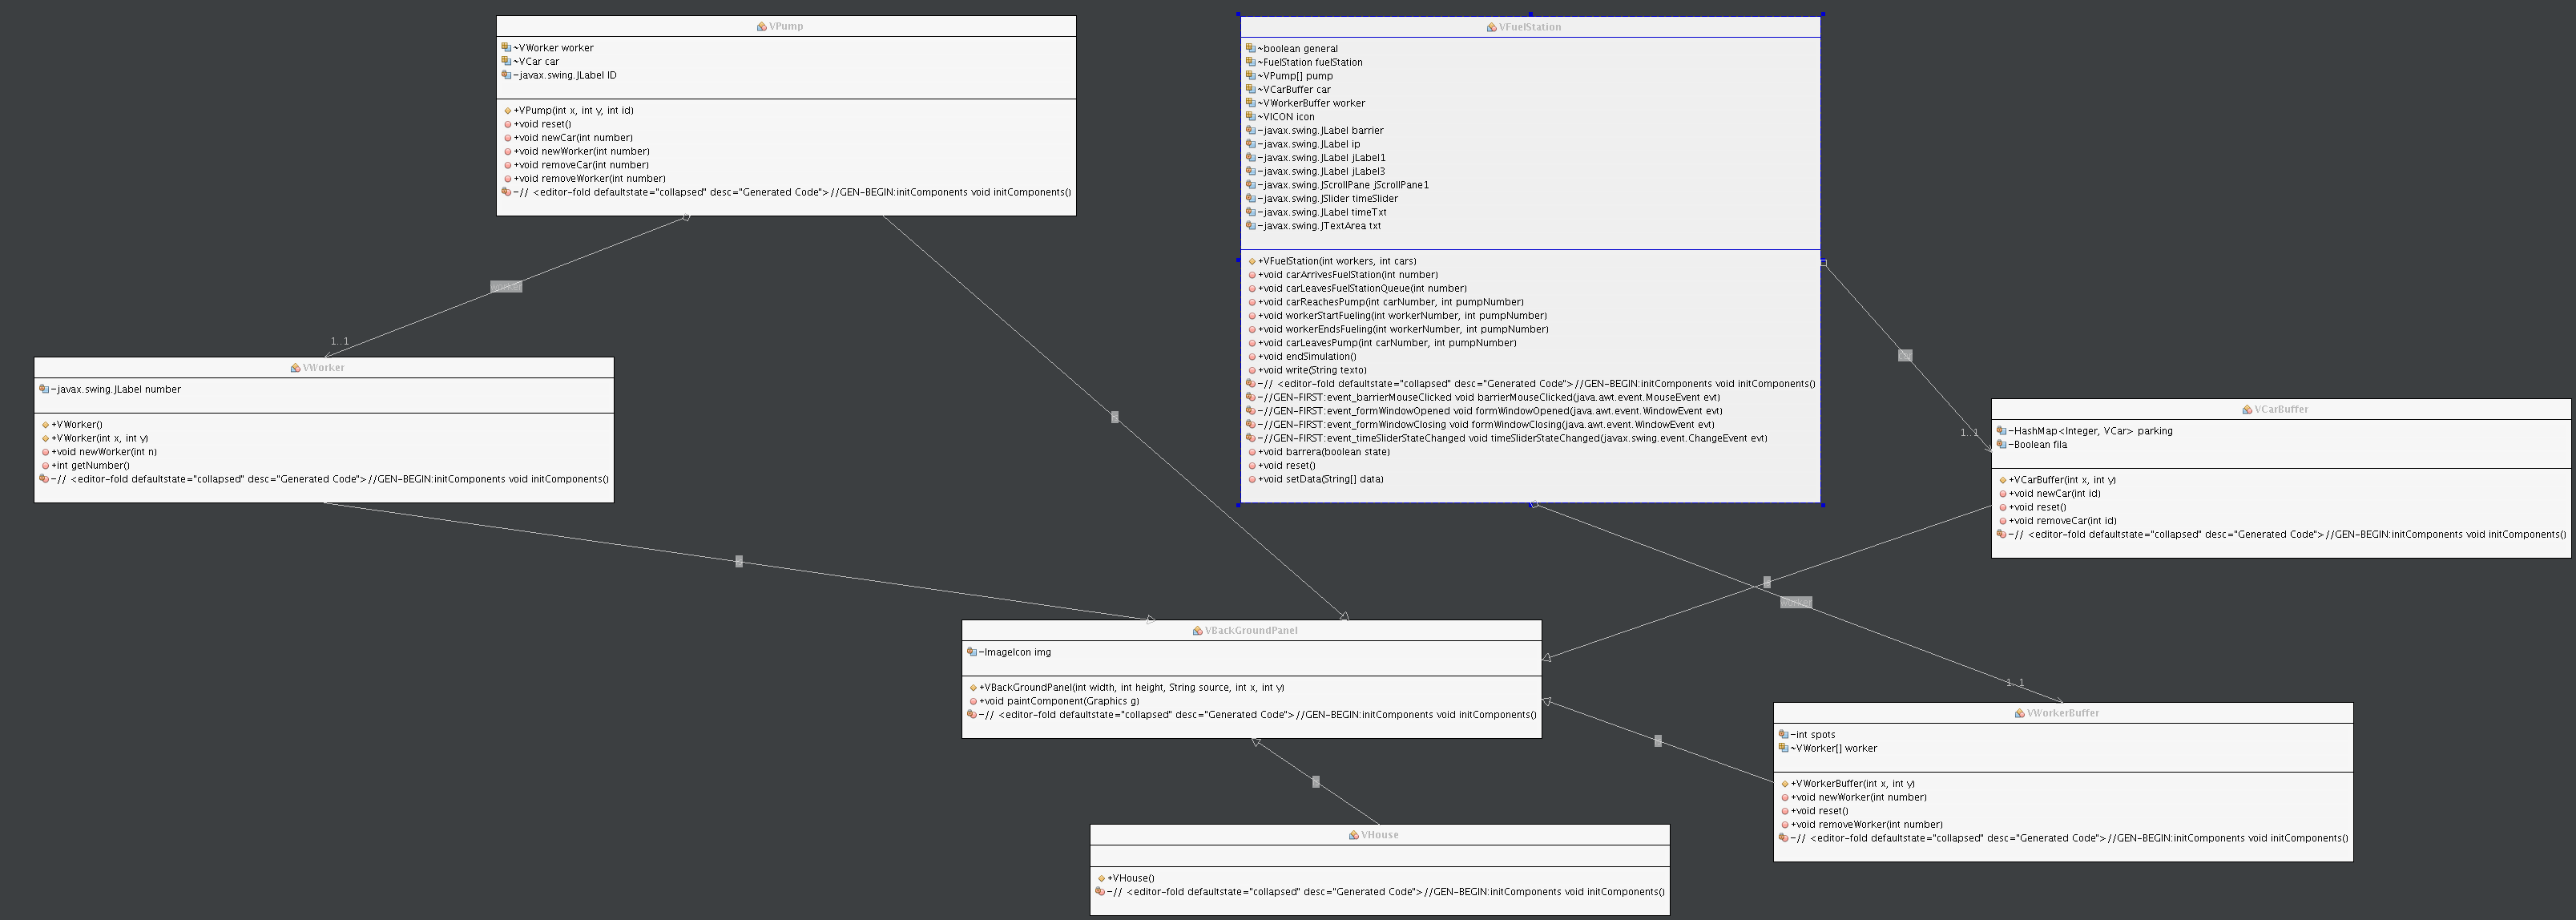 VPump
~VWorker worker
~VCar car
-javax.swing.JLabel ID
+VPump(int x, int y, int id)
+void reset()
+void newCar(int number)
+void newWorker(int number)
+void removeCar(int number)
+void removeWorker(int number)
-// <editor-fold defaultstate="collapsed" desc="Generated Code">//GEN-BEGIN:initComponents void initComponents()
VFuelStation
~boolean general
~FuelStation fuelStation
~VPump[] pump
~VCarBuffer car
~VWorkerBuffer worker
~VICON icon
-javax.swing.JLabel barrier
-javax.swing.JLabel ip
-javax.swing.JLabel jLabel1
-javax.swing.JLabel jLabel3
-javax.swing.JScrollPane jScrollPane1
-javax.swing.JSlider timeSlider
-javax.swing.JLabel timeTxt
-javax.swing.JTextArea txt
+VFuelStation(int workers, int cars)
+void carArrivesFuelStation(int number)
+void carLeavesFuelStationQueue(int number)
+void carReachesPump(int carNumber, int pumpNumber)
+void workerStartFueling(int workerNumber, int pumpNumber)
+void workerEndsFueling(int workerNumber, int pumpNumber)
+void carLeavesPump(int carNumber, int pumpNumber)
+void endSimulation()
+void write(String texto)
-// <editor-fold defaultstate="collapsed" desc="Generated Code">//GEN-BEGIN:initComponents void initComponents()
-//GEN-FIRST:event_barrierMouseClicked void barrierMouseClicked(java.awt.event.MouseEvent evt)
-//GEN-FIRST:event_formWindowOpened void formWindowOpened(java.awt.event.WindowEvent evt)
-//GEN-FIRST:event_formWindowClosing void formWindowClosing(java.awt.event.WindowEvent evt)
-//GEN-FIRST:event_timeSliderStateChanged void timeSliderStateChanged(javax.swing.event.ChangeEvent evt)
+void barrera(boolean state)
+void reset()
+void setData(String[] data)
worker
1..1
VWorker
-javax.swing.JLabel number
+VWorker()
+VWorker(int x, int y)
+void newWorker(int n)
+int getNumber()
-// <editor-fold defaultstate="collapsed" desc="Generated Code">//GEN-BEGIN:initComponents void initComponents()
1..1
VCarBuffer
-HashMap<Integer, VCar> parking
-Boolean fila
+VCarBuffer(int x, int y)
+void newCar(int id)
+void reset()
+void removeCar(int id)
-// <editor-fold defaultstate="collapsed" desc="Generated Code">//GEN-BEGIN:initComponents void initComponents()
worker
1..1
VBackGroundPanel
-ImageIcon img
+VBackGroundPanel(int width, int height, String source, int x, int y)
+void paintComponent(Graphics g)
-// <editor-fold defaultstate="collapsed" desc="Generated Code">//GEN-BEGIN:initComponents void initComponents()
VWorkerBuffer
-int spots
~VWorker[] worker
+VWorkerBuffer(int x, int y)
+void newWorker(int number)
+void reset()
+void removeWorker(int number)
-// <editor-fold defaultstate="collapsed" desc="Generated Code">//GEN-BEGIN:initComponents void initComponents()
VHouse
+VHouse()
-// <editor-fold defaultstate="collapsed" desc="Generated Code">//GEN-BEGIN:initComponents void initComponents()